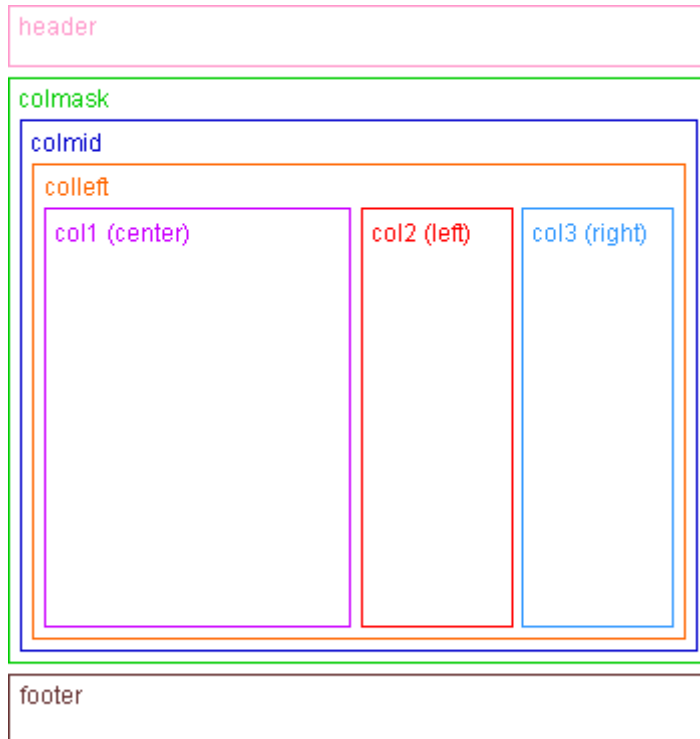 header
colmask
colmid
colleft
col1 (center)
col2 (left)
col3 (right)
footer